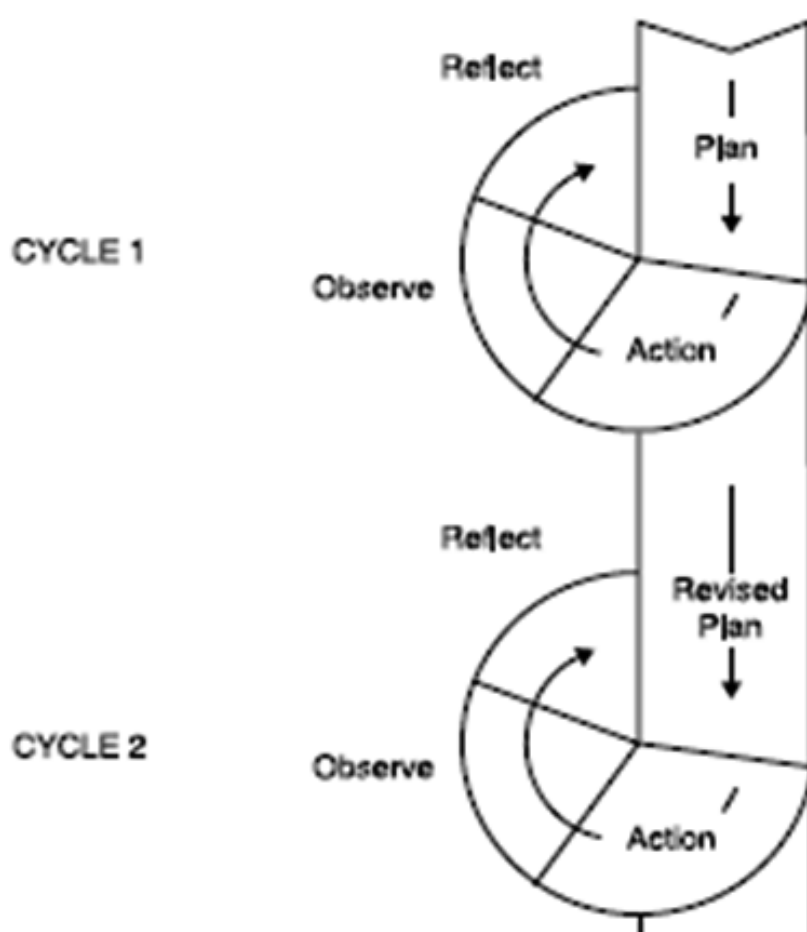 Reflect
Plan
CYCLE 1
Observe
Action
Reflect
Revised
Plan
CYCLE 2
Observe
Action